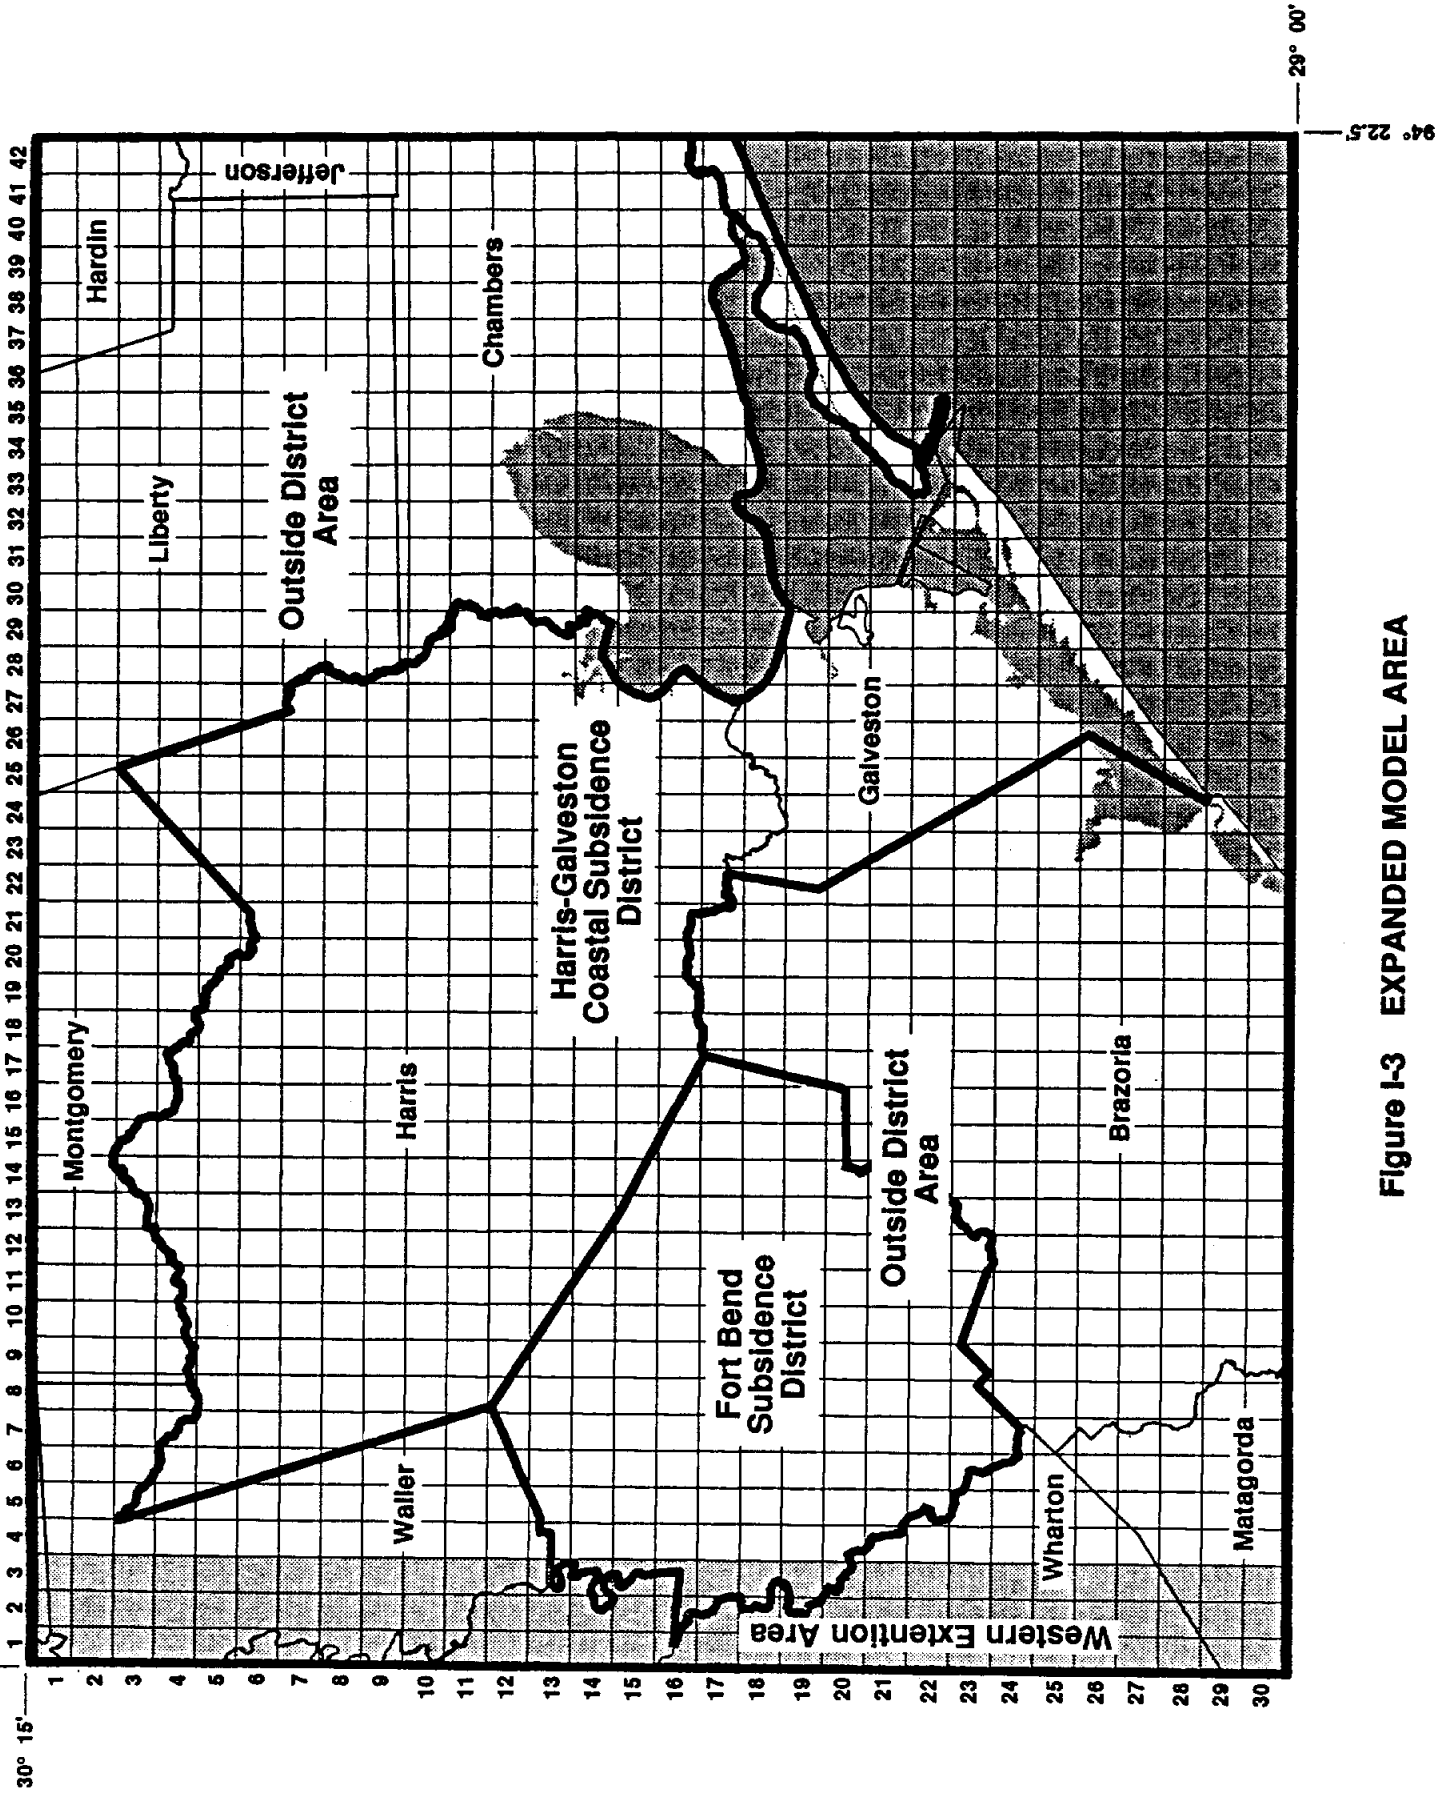 30° 15'
1 2 3 4 5 6 7 8 9 10 11 12 13 14 15 16 17 18 19 20 21 22 23 24 25 26 27 28 29 30 31 32 33 34 35 36 37 38 39 40 41 42
1
2
3
4
5
6
7
8
9
10
11
12
13
14
15
16
17
18
19
20
21
22
23
24
25
26
27
28
29
30
Montgomery
Hardin
Liberty
Jefferson
Outside District
Area
Waller
Harris
Chambers
Harris-Galveston
Coastal Subsidence
District
Fort Bend
Subsidence
District
Galveston
Outside District
Area
Western Extention Area
Wharton
Brazoria
Matagorda
29° 00'
94° 22.5'
Figure I-3 EXPANDED MODEL AREA